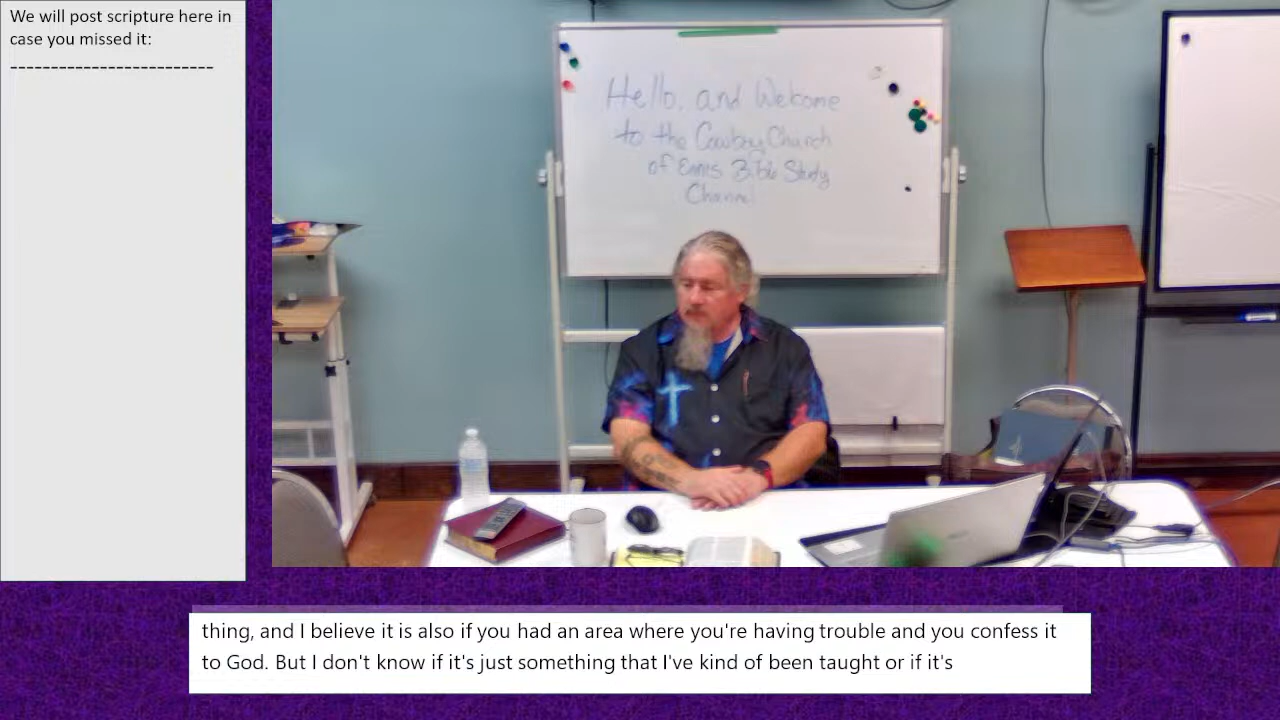 We will post scripture here in
case you missed it:
-------------------------
Hello, and Welcome
to the Cowboy Church
of Ennis Bible Study
Channel
thing, and I believe it is also if you had an area where you're having trouble and you confess it
to God. But I don't know if it's just something that I've kind of been taught or if it's